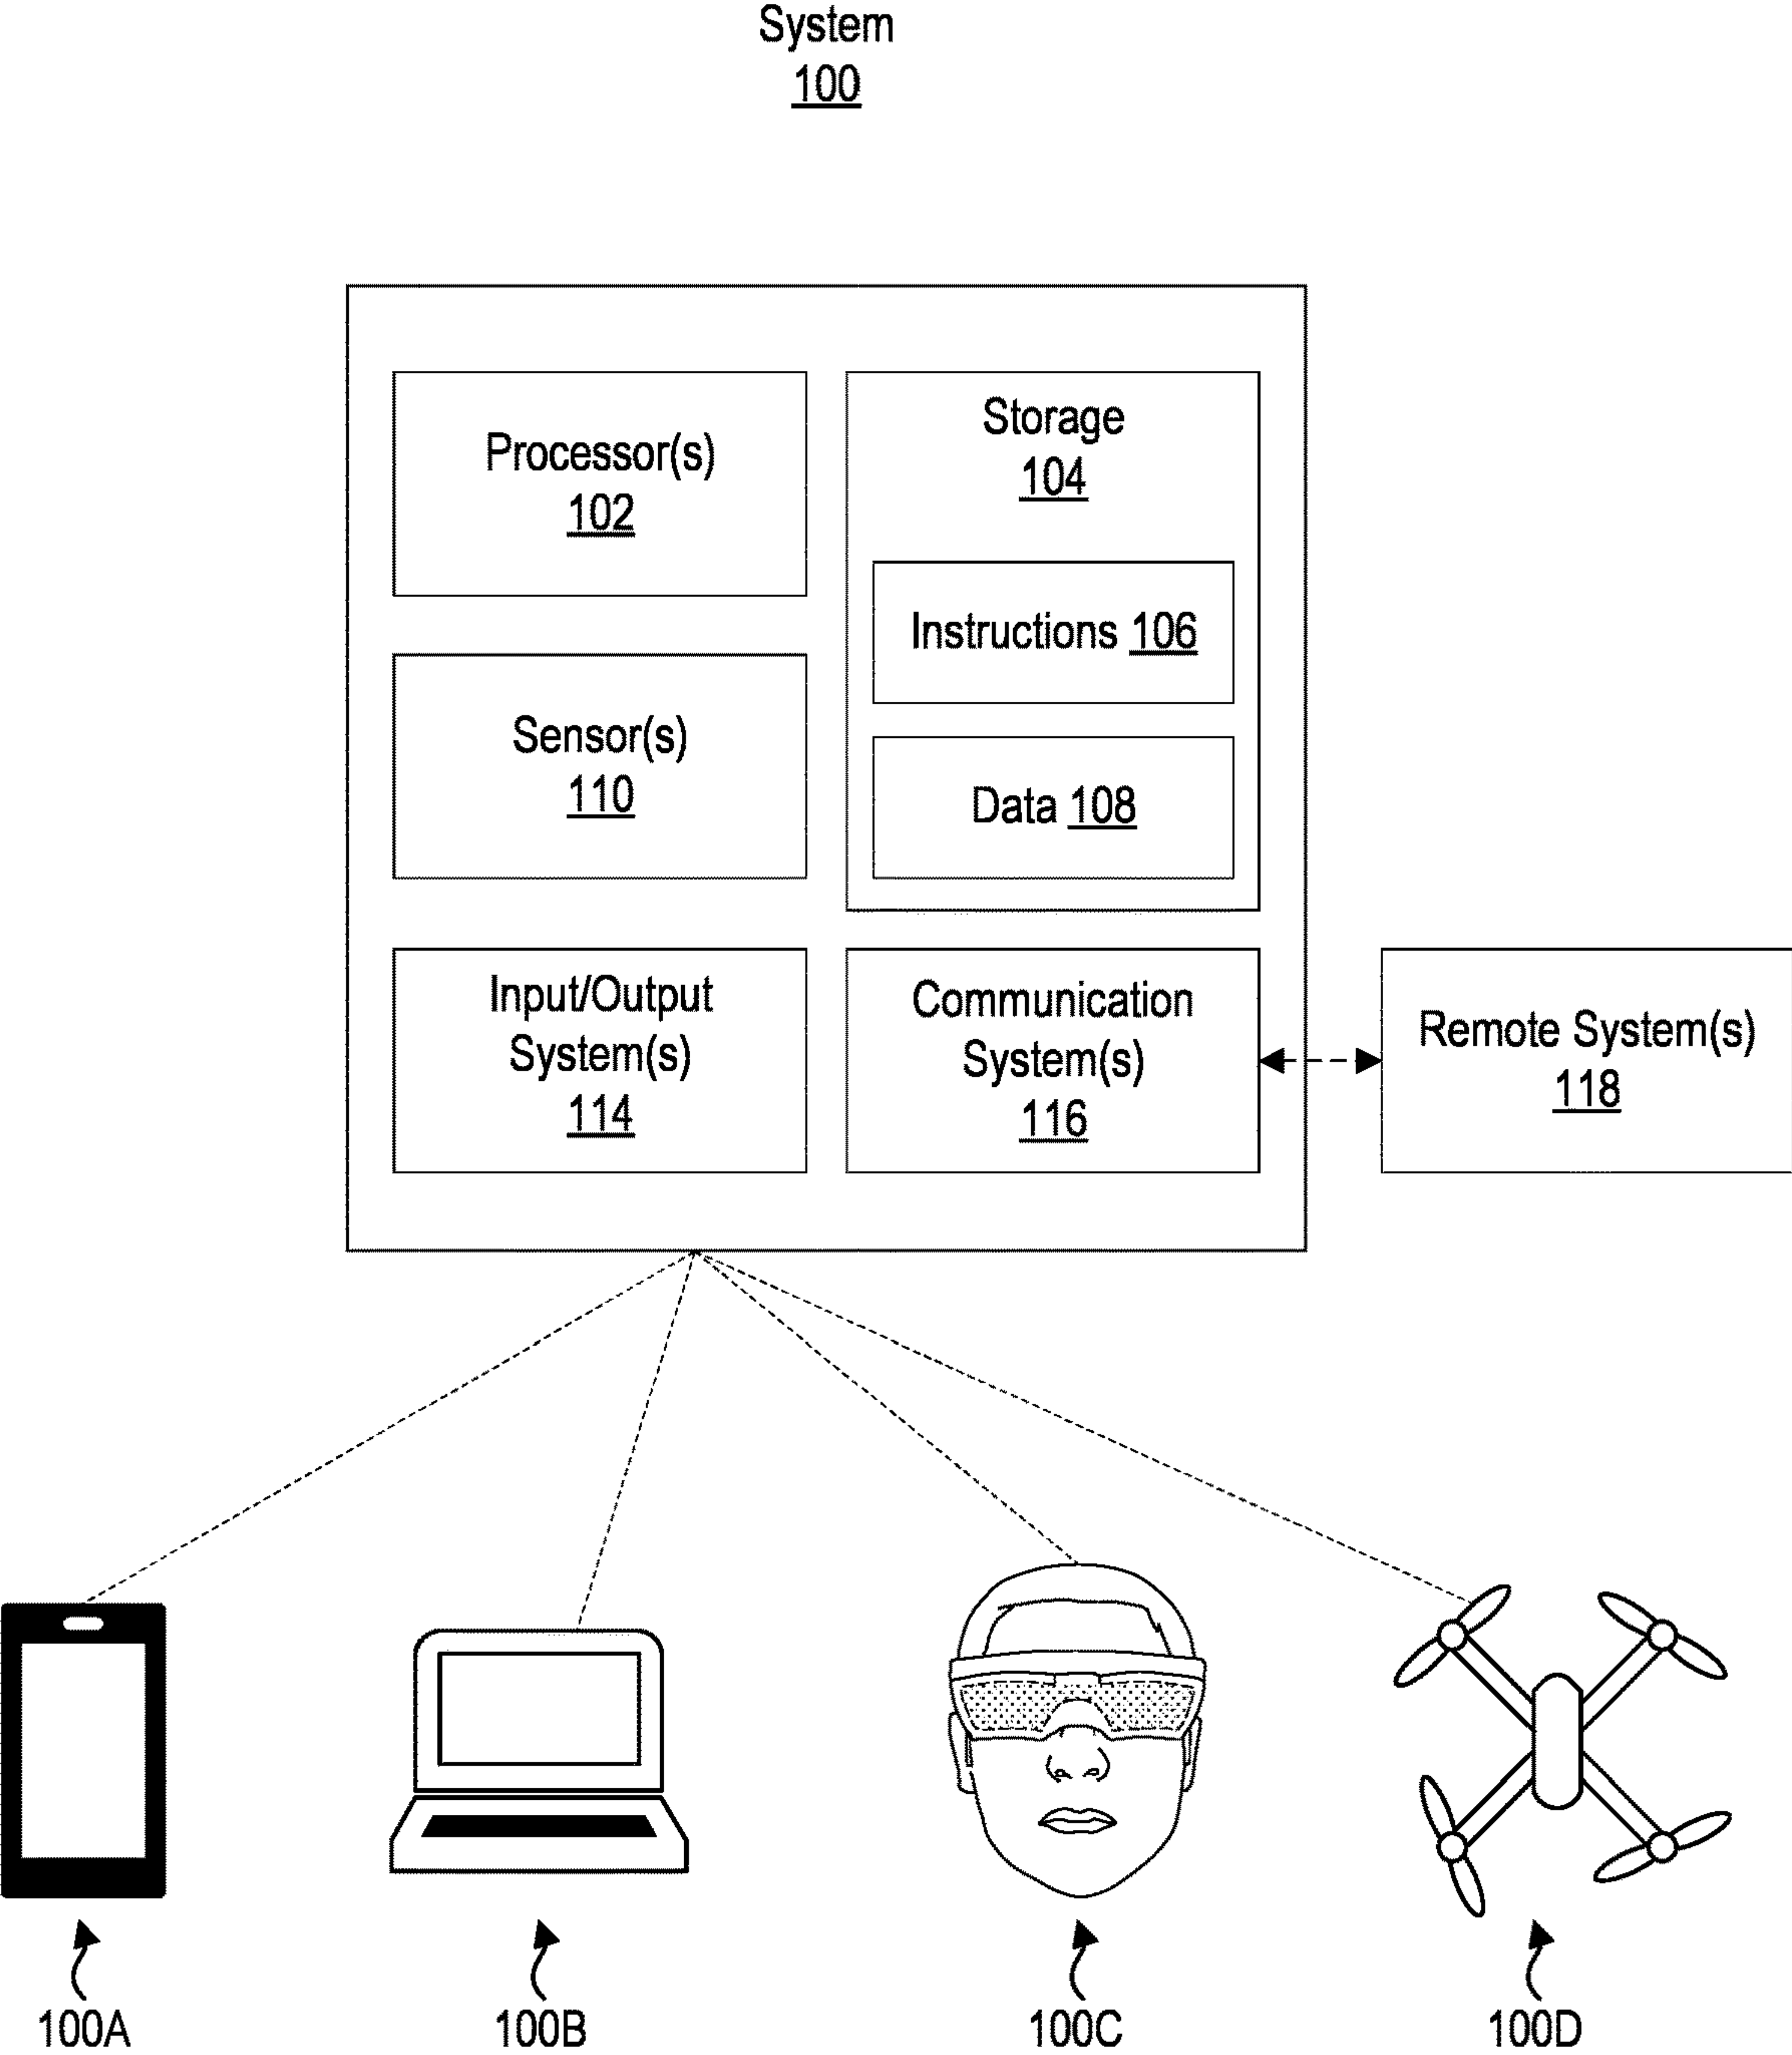 System
100
Processor(s)
102
Storage
104
Instructions 106
Sensor(s)
110
Data 108
Input/Output
System(s)
114
Communication
System(s)
116
Remote System(s)
118
100A
100B
100C
100D